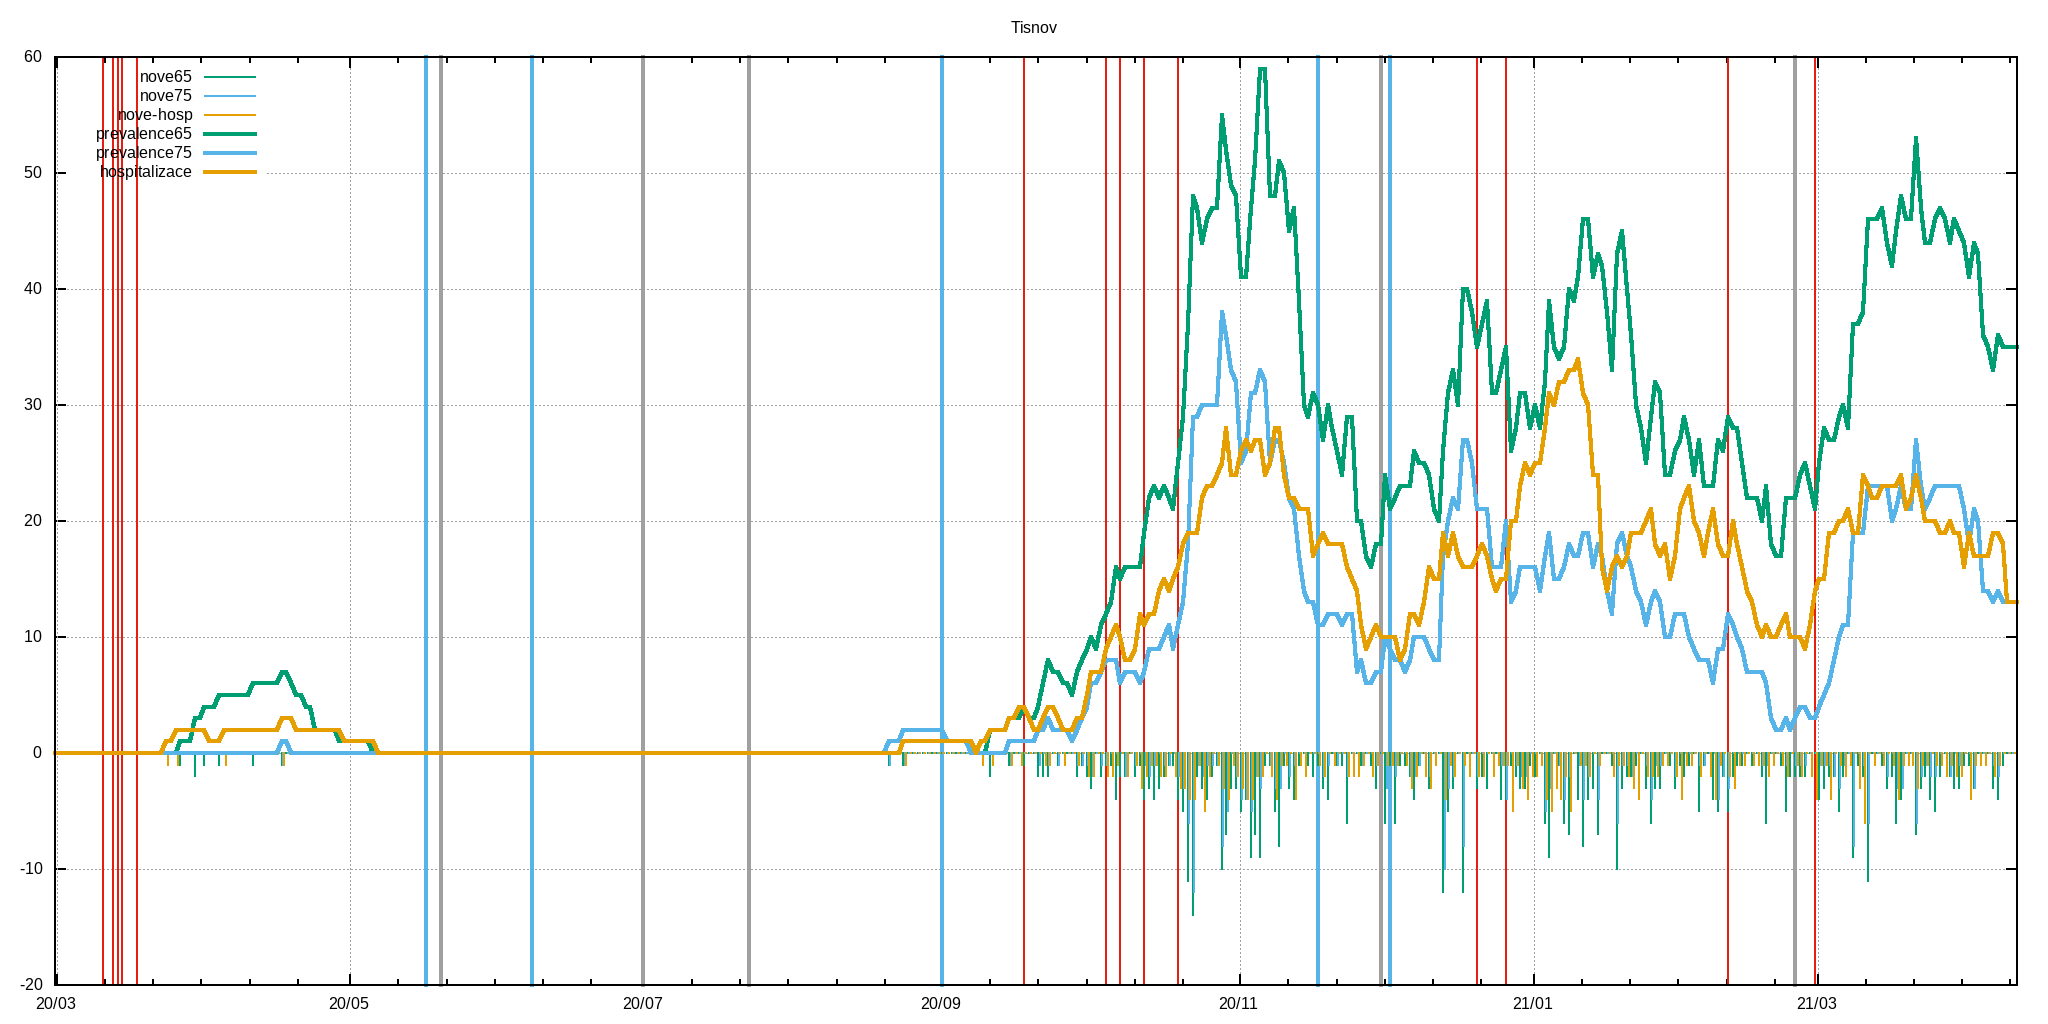 Tisnov
60
nove65
nove75
nove-hosp
prevalence65
prevalence75
hospitalizace
50
40
30
20
10
0
-10
-20
20/03 20/05 20/07 20/09 20/11 21/01 21/03